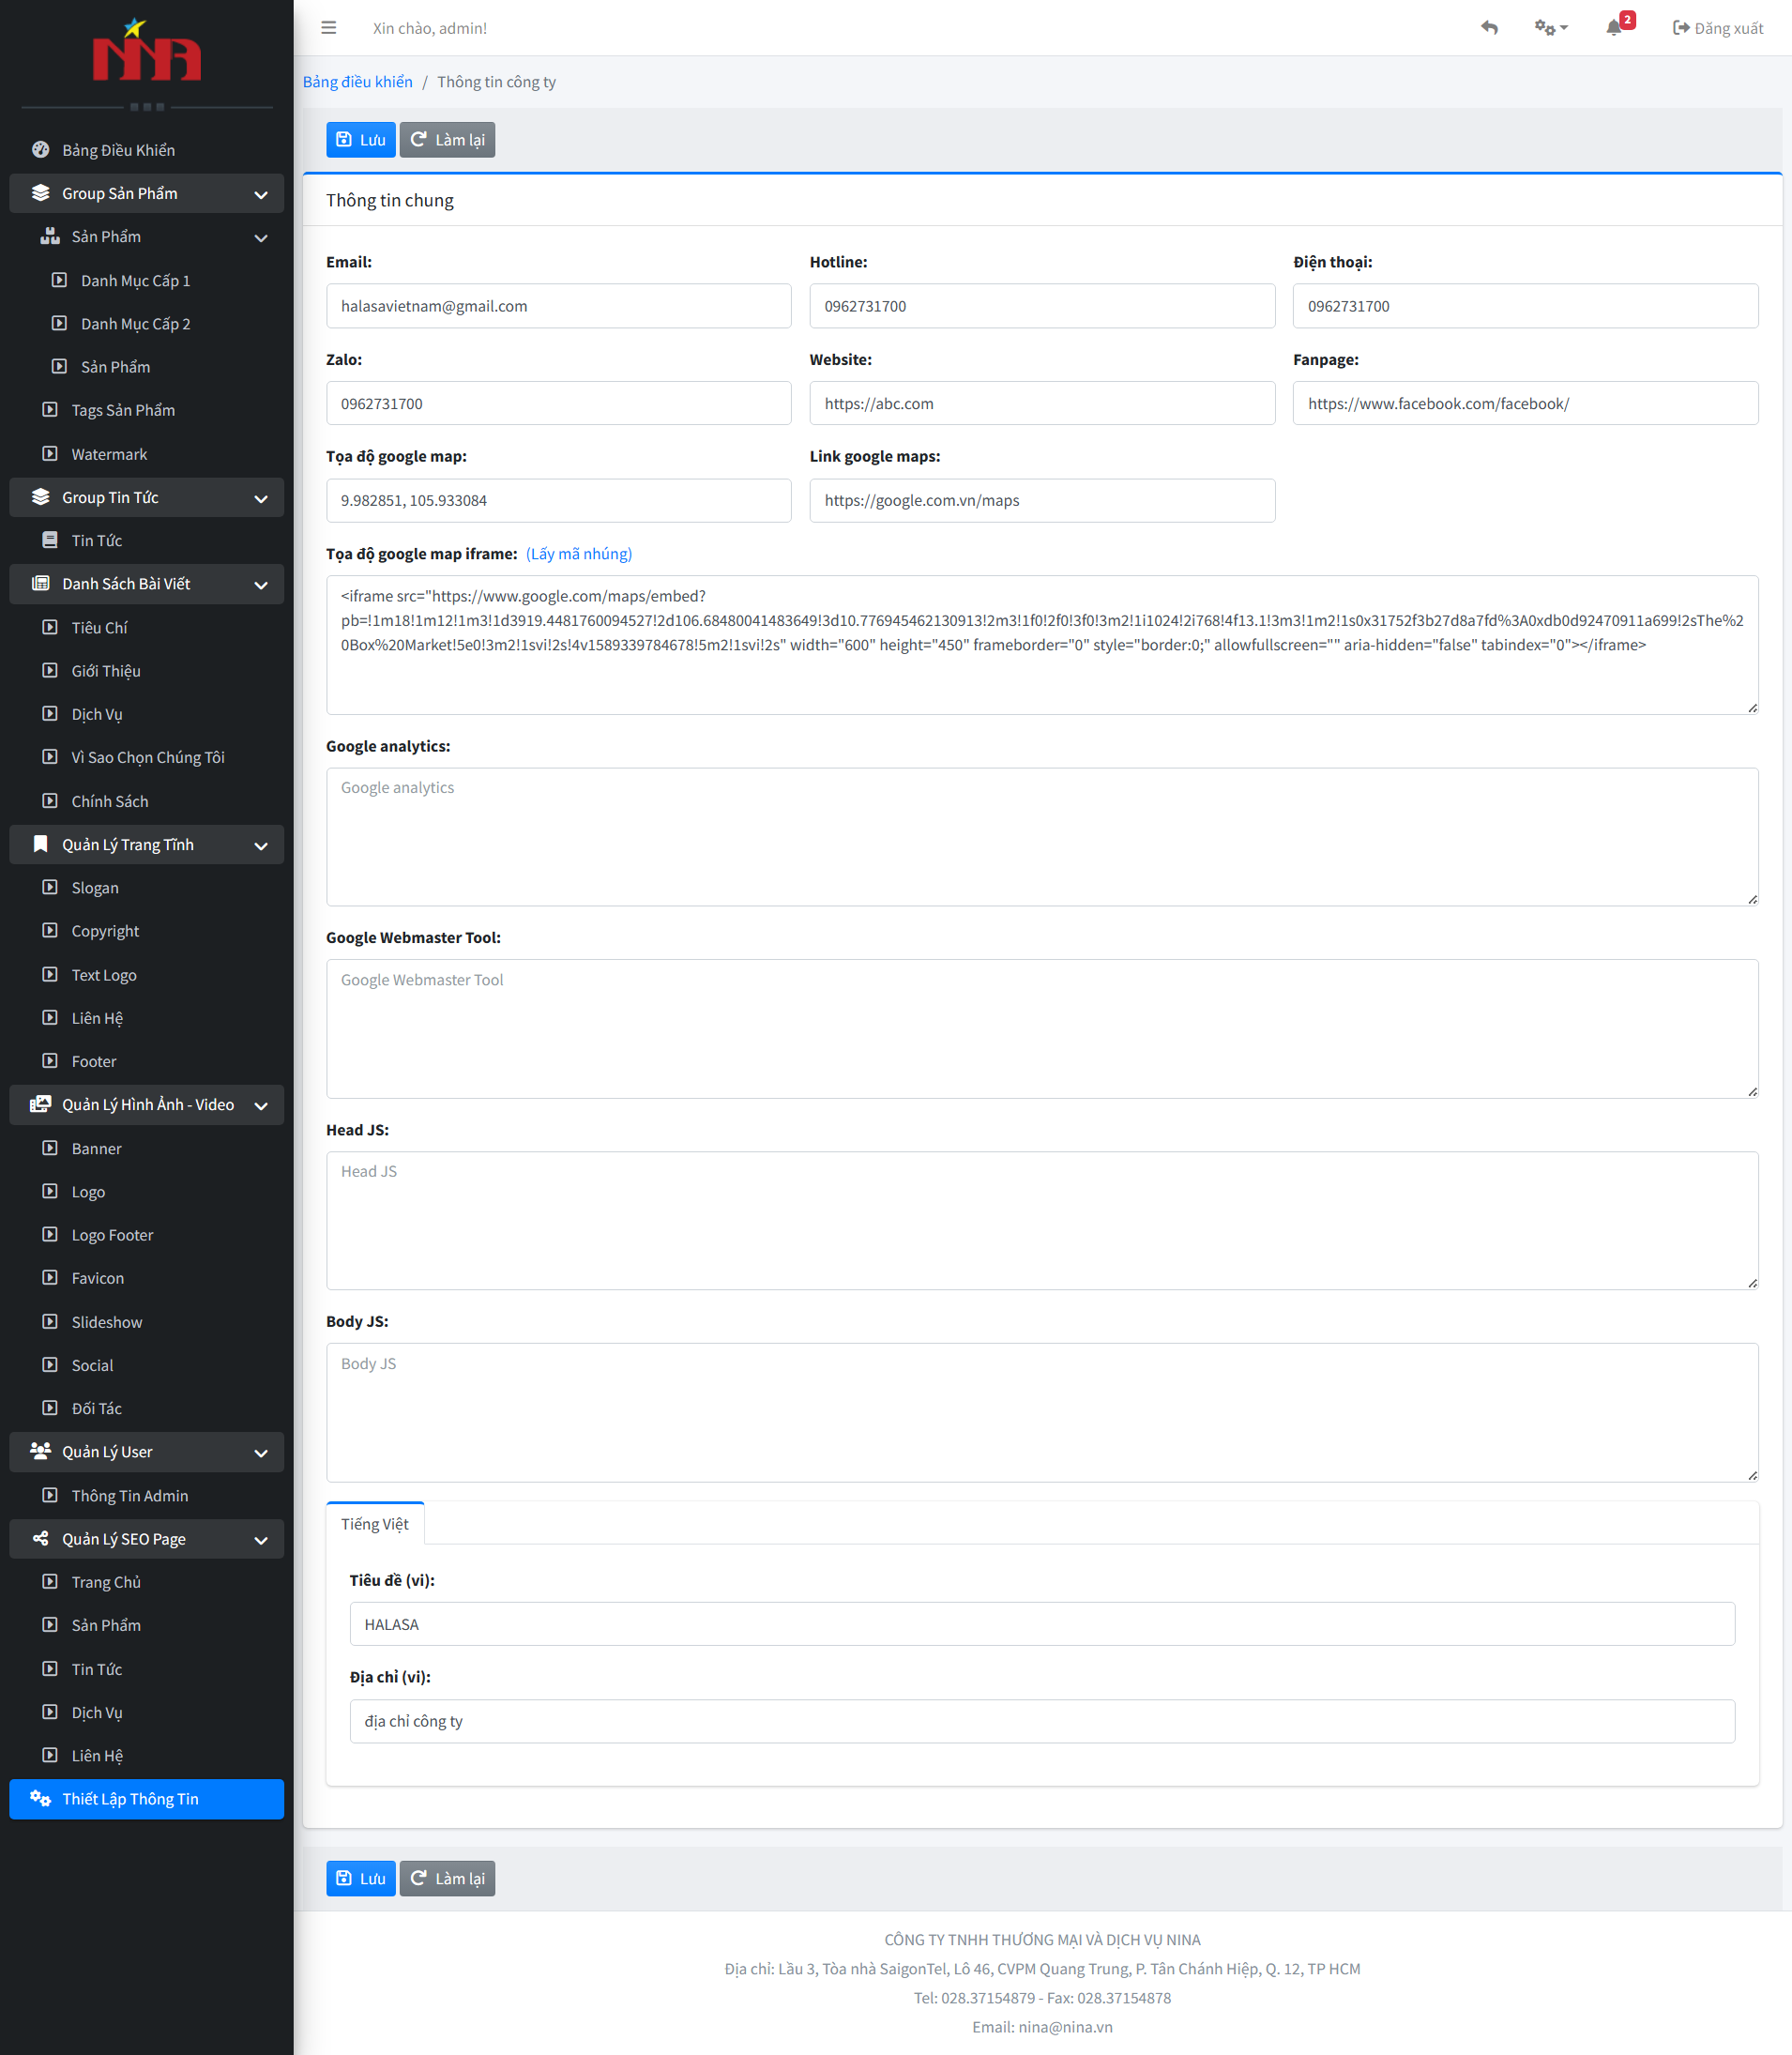 NINA
Bảng Điều Khiển
Group Sản Phẩm
Sản Phẩm
Danh Mục Cấp 1
Danh Mục Cấp 2
Sản Phẩm
Tags Sản Phẩm
Watermark
Group Tin Tức
Tin Tức
Danh Sách Bài Viết
Tiêu Chí
Giới Thiệu
Dịch Vụ
Vì Sao Chọn Chúng Tôi
Chính Sách
Quản Lý Trang Tĩnh
Slogan
Copyright
Text Logo
Liên Hệ
Footer
Quản Lý Hình Ảnh - Video
Banner
Logo
Logo Footer
Favicon
Slideshow
Social
Đối Tác
Quản Lý User
Thông Tin Admin
Quản Lý SEO Page
Trang Chủ
Sản Phẩm
Tin Tức
Dịch Vụ
Liên Hệ
Thiết Lập Thông Tin
Xin chào, admin!
2
Đăng xuất
Bảng điều khiển / Thông tin công ty
Lưu
Làm lại
Thông tin chung
Email:
halasavietnam@gmail.com
Hotline:
0962731700
Điện thoại:
0962731700
Zalo:
0962731700
Website:
https://abc.com
Fanpage:
https://www.facebook.com/facebook/
Tọa độ google map:
9.982851, 105.933084
Link google maps:
https://google.com.vn/maps
Tọa độ google map iframe: (Lấy mã nhúng)
<iframe src="https://www.google.com/maps/embed?
pb=!1m18!1m12!1m3!1d3919.4481760094527!2d106.68480041483649!3d10.776945462130913!2m3!1f0!2f0!3f0!3m2!1i1024!2i768!4f13.1!3m3!1m2!1s0x31752f3b27d8a7fd%3A0xdb0d92470911a699!2sThe%2
0Box%20Market!5e0!3m2!1svi!2s!4v1589339784678!5m2!1svi!2s" width="600" height="450" frameborder="0" style="border:0;" allowfullscreen="" aria-hidden="false" tabindex="0"></iframe>
Google analytics:
Google analytics
Google Webmaster Tool:
Google Webmaster Tool
Head JS:
Head JS
Body JS:
Body JS
Tiếng Việt
Tiêu đề (vi):
HALASA
Địa chỉ (vi):
địa chỉ công ty
Lưu
Làm lại
CÔNG TY TNHH THƯƠNG MẠI VÀ DỊCH VỤ NINA
Địa chỉ: Lầu 3, Tòa nhà SaigonTel, Lô 46, CVPM Quang Trung, P. Tân Chánh Hiệp, Q. 12, TP HCM
Tel: 028.37154879 - Fax: 028.37154878
Email: nina@nina.vn